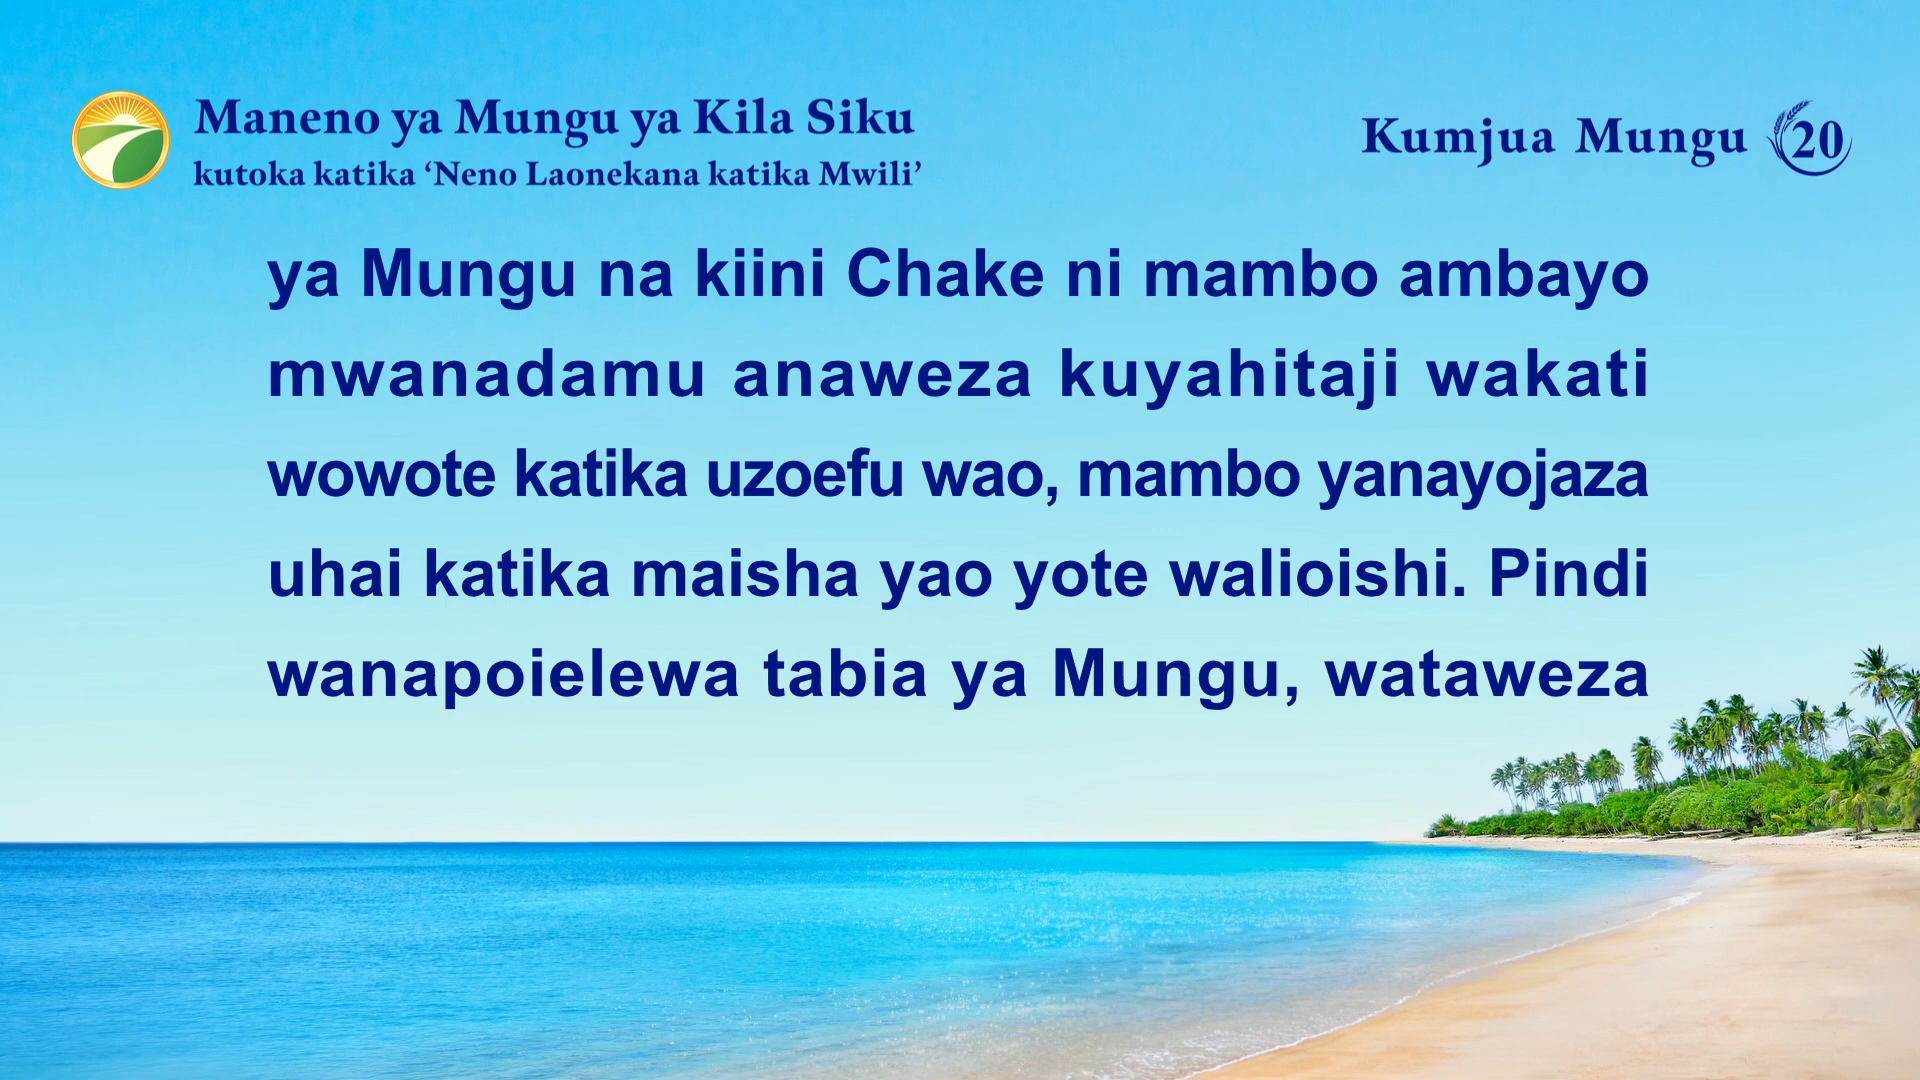 Maneno ya Mungu ya Kila Siku
kutoka katika ‘Neno Laonekana katika Mwili’
Kumjua Mungu 20
ya Mungu na kiini Chake ni mambo ambayo
mwanadamu anaweza kuyahitaji wakati
wowote katika uzoefu wao, mambo yanayojaza
uhai katika maisha yao yote walioishi. Pindi
wanapoielewa tabia ya Mungu, wataweza